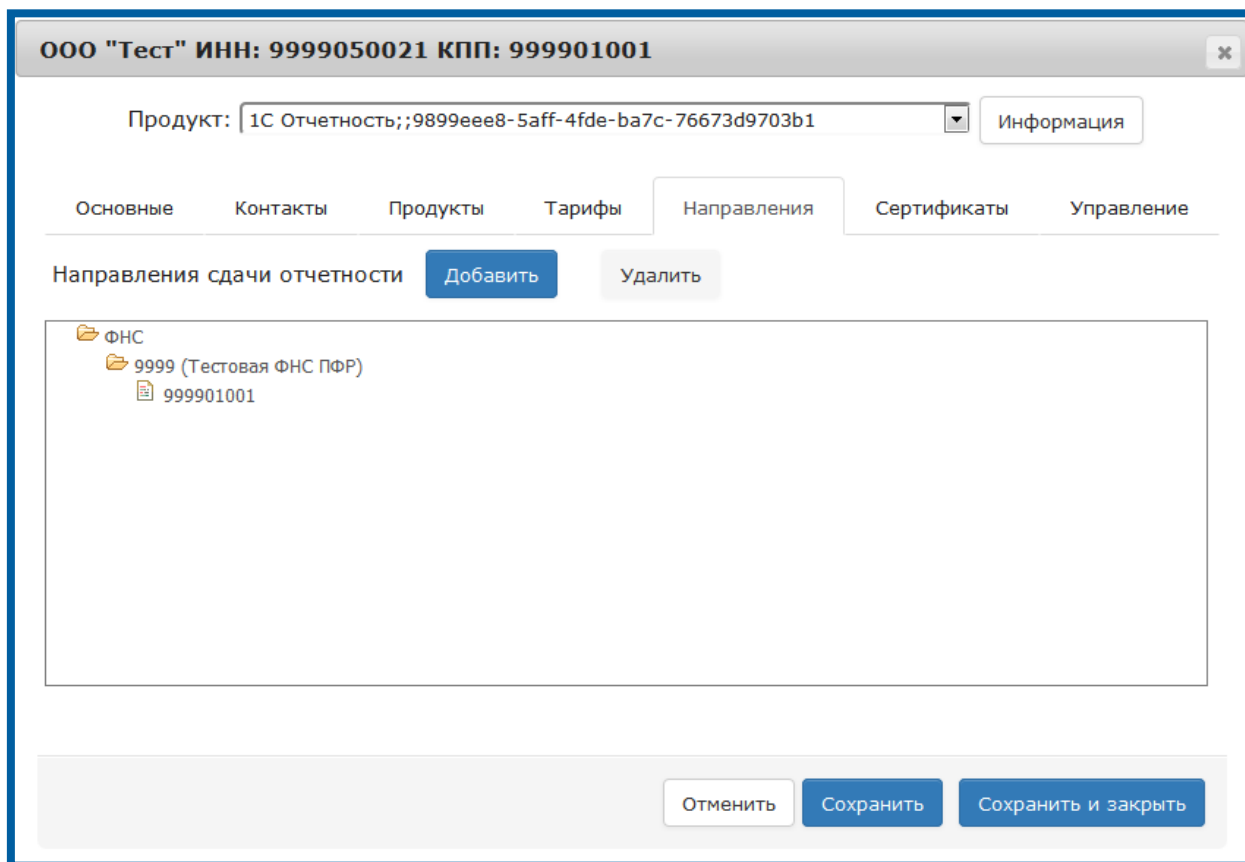 ООО "Тест" ИНН: 9999050021 КПП: 999901001
Продукт: 1С Отчетность;;9899eee8-5aff-4fde-ba7c-76673d9703b1 Информация
Основные Контакты Продукты Тарифы Направления Сертификаты Управление
Направления сдачи отчетности Добавить Удалить
ФНС
9999 (Тестовая ФНС ПФР)
999901001
Отменить Сохранить Сохранить и закрыть